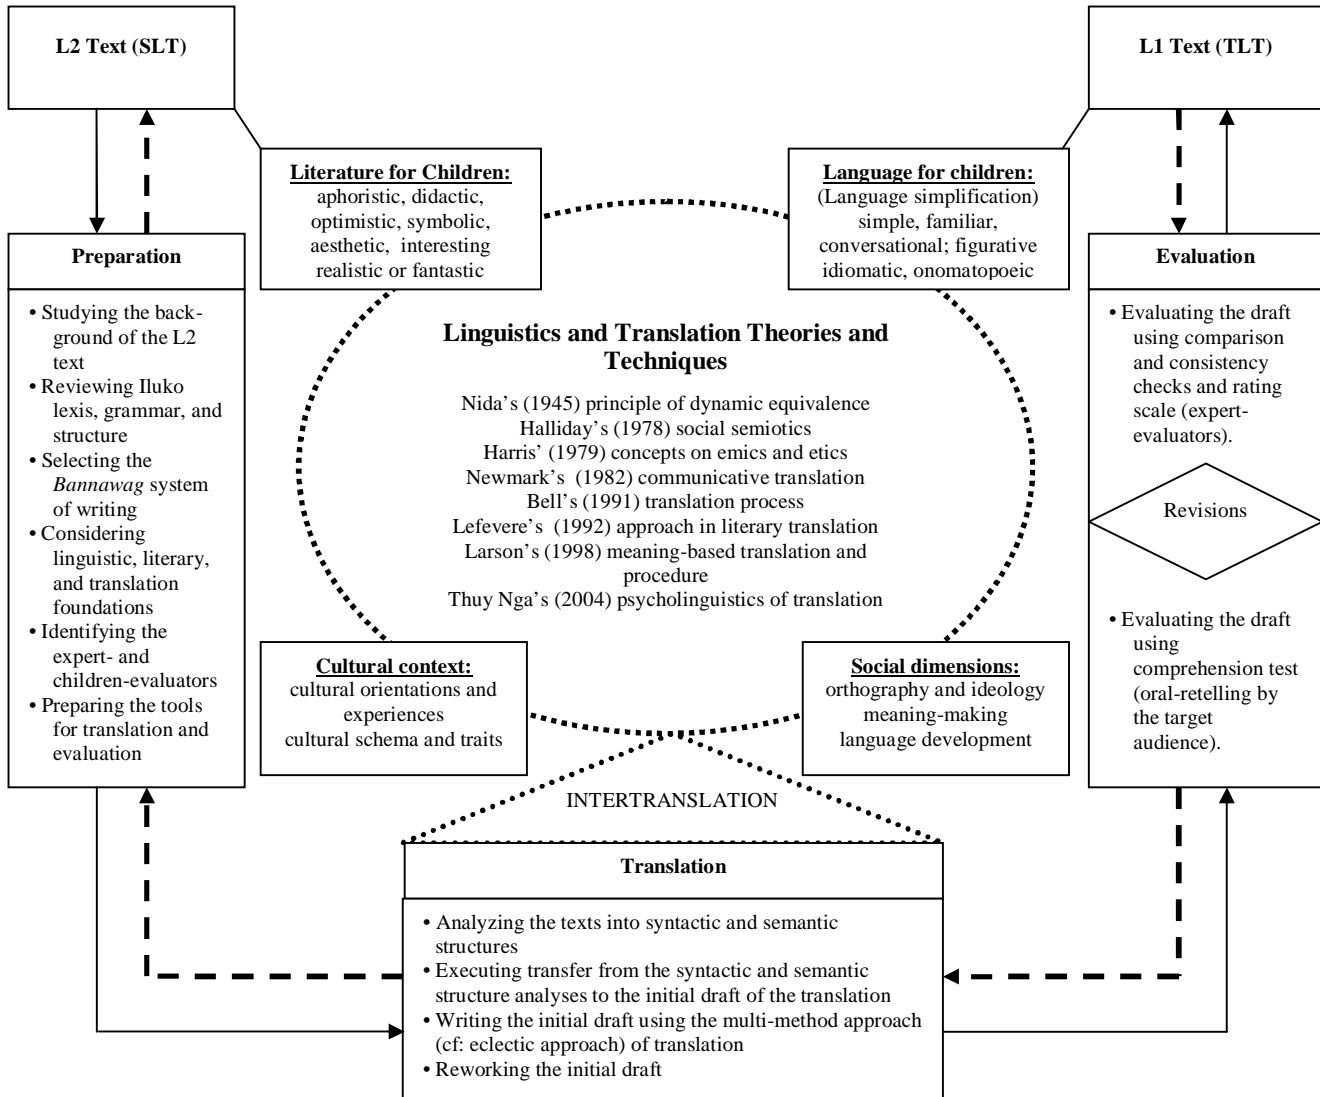 L2 Text (SLT)
L1 Text (TLT)
Literature for Children:
aphoristic, didactic,
optimistic, symbolic,
aesthetic, interesting
realistic or fantastic
Language for children:
(Language simplification)
simple, familiar,
conversational; figurative
idiomatic, onomatopoeic
Preparation
• Studying the back-
ground of the L2
text
• Reviewing Iluko
lexis, grammar, and
structure
• Selecting the
Bannawag system
of writing
• Considering
linguistic, literary,
and translation
foundations
• Identifying the
expert- and
children-evaluators
• Preparing the tools
for translation and
evaluation
Linguistics and Translation Theories and
Techniques
Nida's (1945) principle of dynamic equivalence
Halliday's (1978) social semiotics
Harris' (1979) concepts on emics and etics
Newmark's (1982) communicative translation
Bell's (1991) translation process
Lefevere's (1992) approach in literary translation
Larson's (1998) meaning-based translation and
procedure
Thuy Nga's (2004) psycholinguistics of translation
Evaluation
• Evaluating the draft
using comparison
and consistency
checks and rating
scale (expert-
evaluators).
Revisions
• Evaluating the draft
using
comprehension test
(oral-retelling by
the target
audience).
Cultural context:
cultural orientations and
experiences
cultural schema and traits
Social dimensions:
orthography and ideology
meaning-making
language development
INTERTRANSLATION
Translation
• Analyzing the texts into syntactic and semantic
structures
• Executing transfer from the syntactic and semantic
structure analyses to the initial draft of the translation
• Writing the initial draft using the multi-method approach
(cf: eclectic approach) of translation
• Reworking the initial draft